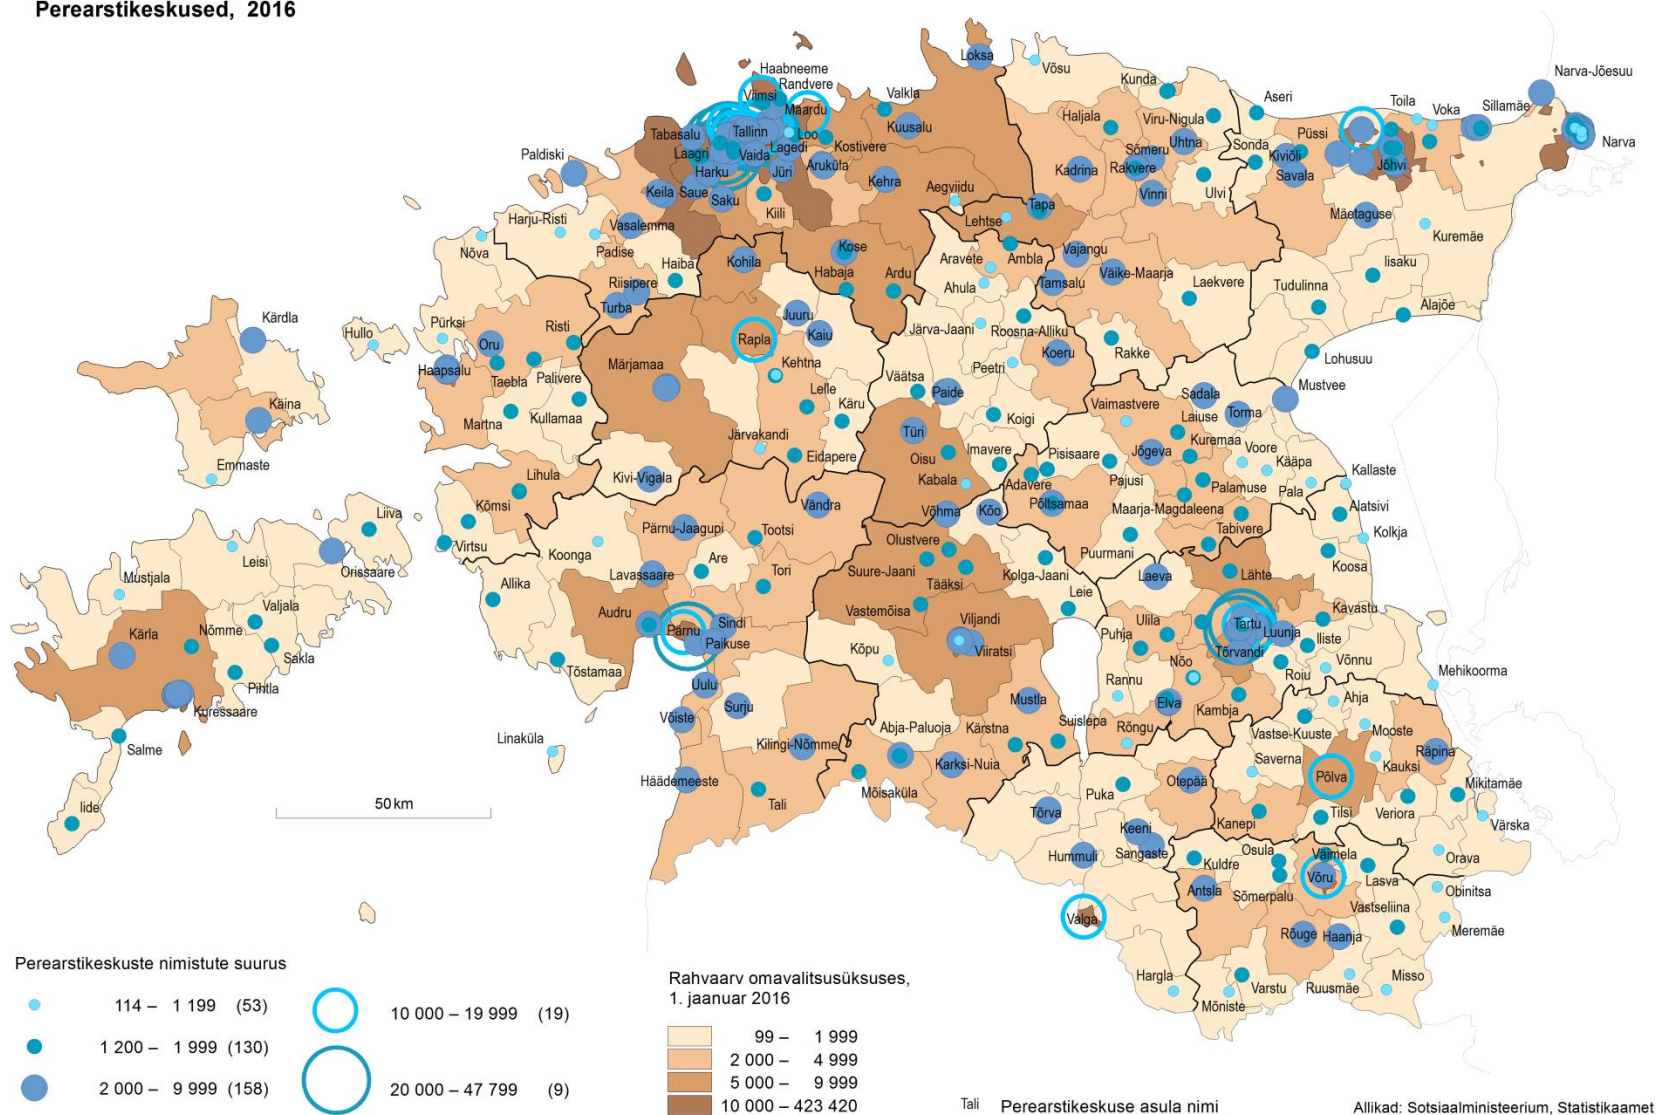 Perearstikeskused, 2016
Loksa
Võsu
Haabneeme
Randvere
Viimsi
Maardu
Valkla
Kunda
Aseri
Narva-Jõesuu
Toila
Voka
Sillamäe
Narva
Tabasalu
Tallinn
Loo
Kuusalu
Haljala
Viru-Nigula
Püssi
Laagri
Vaida
Lagedi
Kostivere
Sõmeru
Uhtna
Sonda
Kiviõli
Jõhvi
Paldiski
Harku
Jüri
Aruküla
Kehra
Kadrina
Rakvere
Savala
Keila
Saue
Saku
Kiili
Aegviidu
Tapa
Vinni
Ulvi
Mäetaguse
Harju-Risti
Vasalemma
Lehtse
Kuremäe
Nõva
Padise
Kohila
Kose
Ambla
Vajangu
Haiba
Habaja
Ardu
Aravete
Väike-Maarja
Iisaku
Riisipere
Ahula
Tamsalu
Laekvere
Tudulinna
Turba
Alajõe
Kärdla
Hullo
Pürksi
Risti
Juuru
Järva-Jaani
Roosna-Alliku
Oru
Rapla
Kaiu
Koeru
Rakke
Lohusuu
Haapsalu
Taebla
Palivere
Märjamaa
Kehtna
Peetri
Väätsa
Paide
Mustvee
Käina
Martna
Kullamaa
Lelle
Käru
Koigi
Vaimastvere
Sadala
Laiuse
Torma
Türi
Järvakandi
Eidapere
Oisu
Imavere
Pisisaare
Jõgeva
Kuremaa
Voore
Kääpa
Emmaste
Lihula
Kivi-Vigala
Kabala
Adavere
Pajusi
Palamuse
Pala
Kallaste
Kõmsi
Vändra
Võhma
Kõo
Põltsamaa
Maarja-Magdaleena
Alatsivi
Liiva
Pärnu-Jaagupi
Tootsi
Tabivere
Kolkja
Virtsu
Koonga
Olustvere
Puurmani
Leisi
Orissaare
Are
Suure-Jaani
Kolga-Jaani
Laeva
Lähte
Koosa
Mustjala
Allika
Lavassaare
Tori
Tääksi
Leie
Valjala
Audru
Vastemõisa
Kavastu
Kärla
Nõmme
Pärnu
Sindi
Viljandi
Ulila
Tartu
Luunja
Sakla
Paikuse
Viiratsi
Puhja
Tõrvandi
Iliste
Pihtla
Tõstamaa
Kõpu
Nõo
Võnnu
Roiu
Mehikoorma
Kuressaare
Uulu
Rannu
Surju
Mustla
Elva
Kambja
Ahja
Võiste
Abja-Paluoja
Kärstna
Suislepa
Rõngu
Vastse-Kuuste
Mooste
Salme
Linaküla
Kilingi-Nõmme
Saverna
Räpina
Häädemeeste
Karksi-Nuia
Otepää
Põlva
Kauksi
Mikitamäe
Tali
Mõisaküla
Puka
Iide
50 km
Tõrva
Kanepi
Tilsi
Veriora
Värska
Keeni
Hummuli
Sangaste
Kuldre
Osula
Väimela
Orava
Antsla
Sõmerpalu
Võru
Lasva
Obinitsa
Valga
Vastseliina
Meremäe
Rõuge
Haanja
Hargla
Varstu
Ruusmäe
Misso
Mõniste
Perearstikeskuste nimistute suurus
114 – 1 199 (53)
1 200 – 1 999 (130)
2 000 – 9 999 (158)
10 000 – 19 999 (19)
20 000 – 47 799 (9)
Rahvaarv omavalitsusüksuses,
1. jaanuar 2016
99 – 1 999
2 000 – 4 999
5 000 – 9 999
10 000 – 423 420
Tali Perearstikeskuse asula nimi
Allikad: Sotsiaalministeerium, Statistikaamet